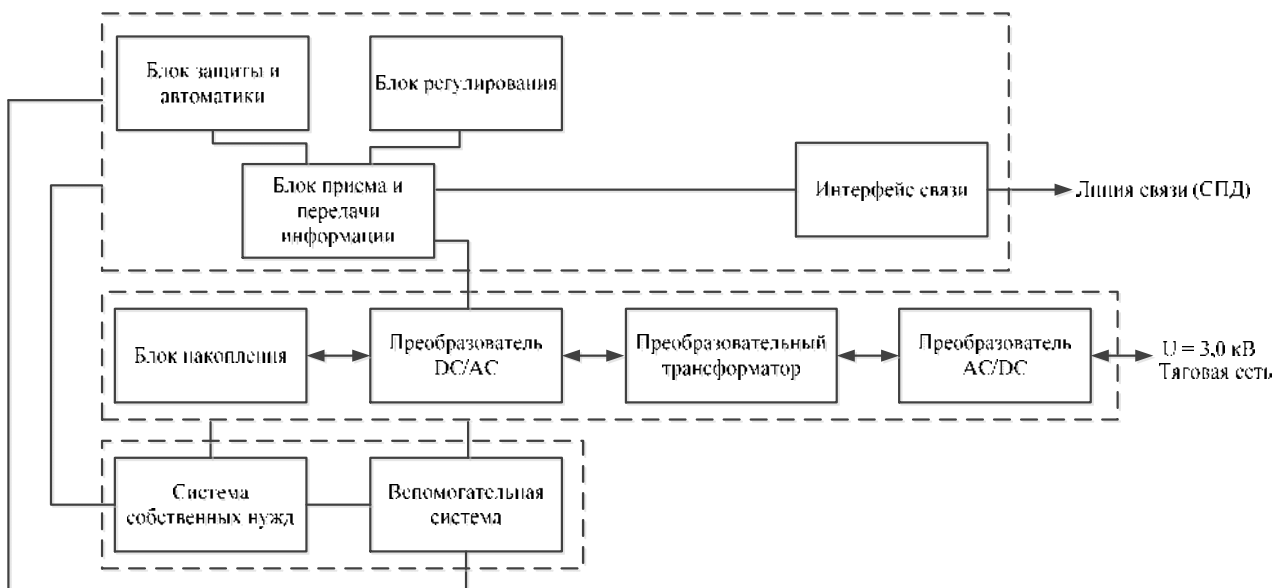 Блок защиты и
автоматики
Блок регулирования
Блок приема и
передачи
информации
Интерфейс связи
Линия связи (СПД)
Блок накопления
Преобразователь
DC/AC
Преобразовательный
трансформатор
Преобразователь
AC/DC
U = 3,0 кВ
Тяговая сеть
Система
собственных нужд
Вспомогательная
система